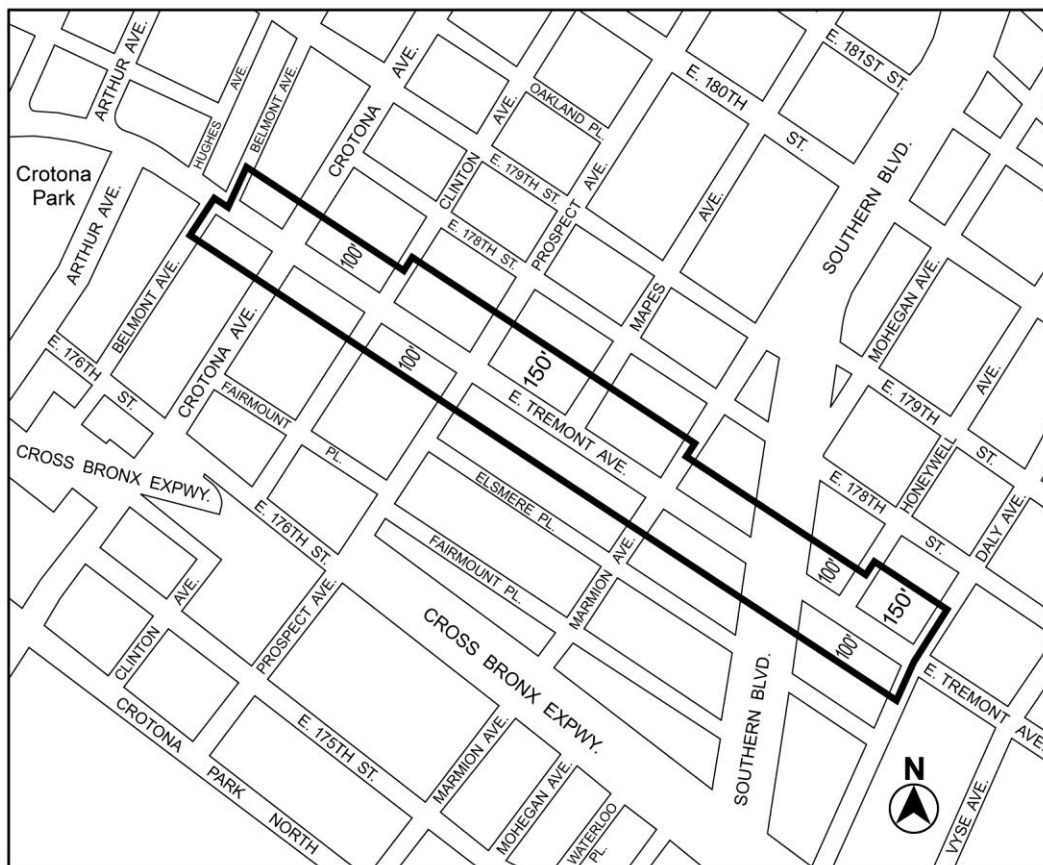 ARTHUR AVE.
HUGHES AVE.
BELMONT AVE.
CROTONA AVE.
CLINTON AVE.
OAKLAND PL.
E. 180TH ST.
E. 181ST ST.
Crotona
Park
ARTHUR AVE.
BELMONT AVE.
E. 179TH ST.
E. 178TH ST.
PROSPECT AVE.
MAPES AVE.
SOUTHERN BLVD.
MOHEGAN AVE.
100'
100'
150'
E. TREMONT AVE.
E. 176TH ST.
CROTONA AVE.
FAIRMOUNT PL.
E. 179TH ST.
HONEYWELL AVE.
E. 178TH ST.
DALY AVE.
CROSS BRONX EXPWY.
E. 176TH ST.
ELSMERE PL.
FAIRMOUNT PL.
MARMION AVE.
100'
150'
100'
CLINTON AVE.
PROSPECT AVE.
CROSS BRONX EXPWY.
SOUTHERN BLVD.
E. TREMONT AVE.
CROTONA PARK NORTH
E. 175TH ST.
MARMION AVE.
MOHEGAN AVE.
WATERLOO PL.
N
VYSE AVE.